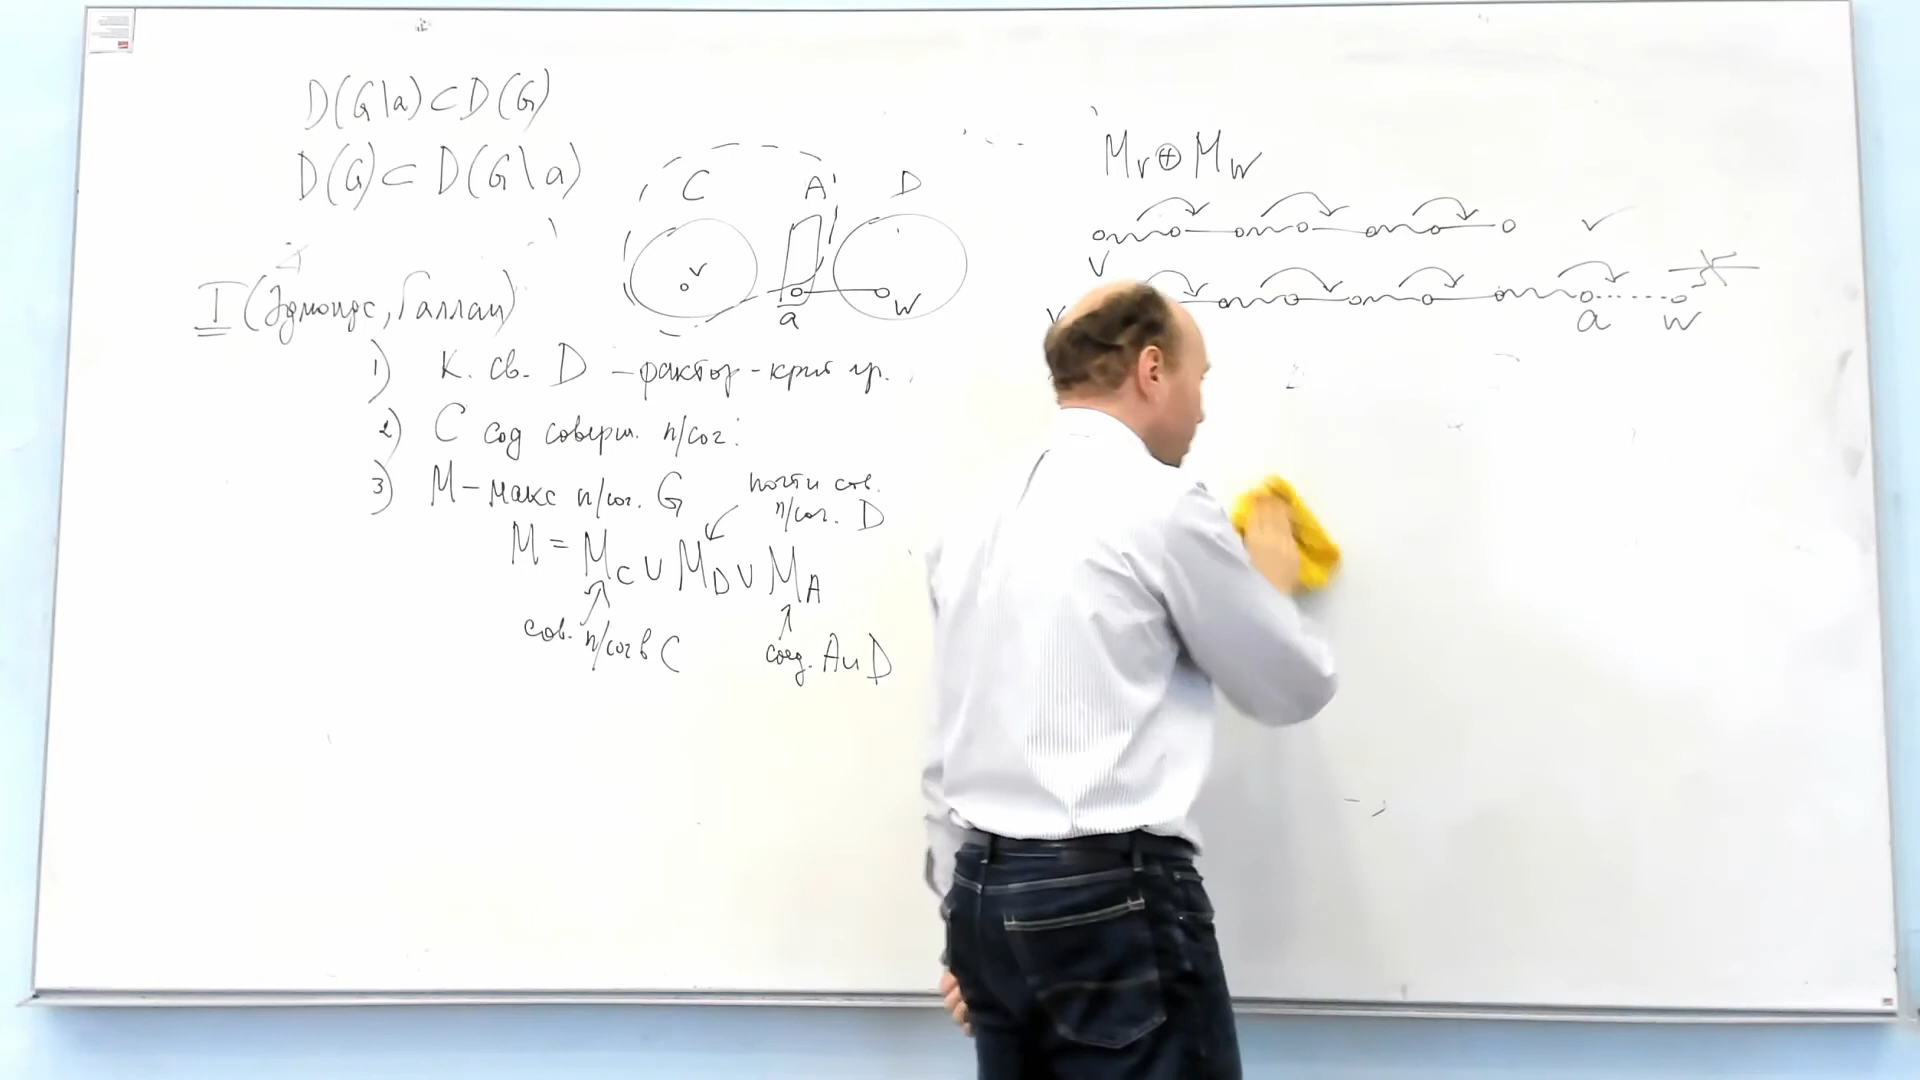 D(G\a)⊂D(G)
D(G)⊂D(G\a)
C A D
v
a w
I (Эдмондс, Галлаи)
1) К. св. D – фактор-крит гр.
2) C сод соверш. п/сог:
3) M – макс п/сог. G
почти сов. п/сог. D
M = M_C ∪ M_D ∪ M_A
сов. п/сог в C
соед. A и D
M_v ⊕ M_w
v
v
a w